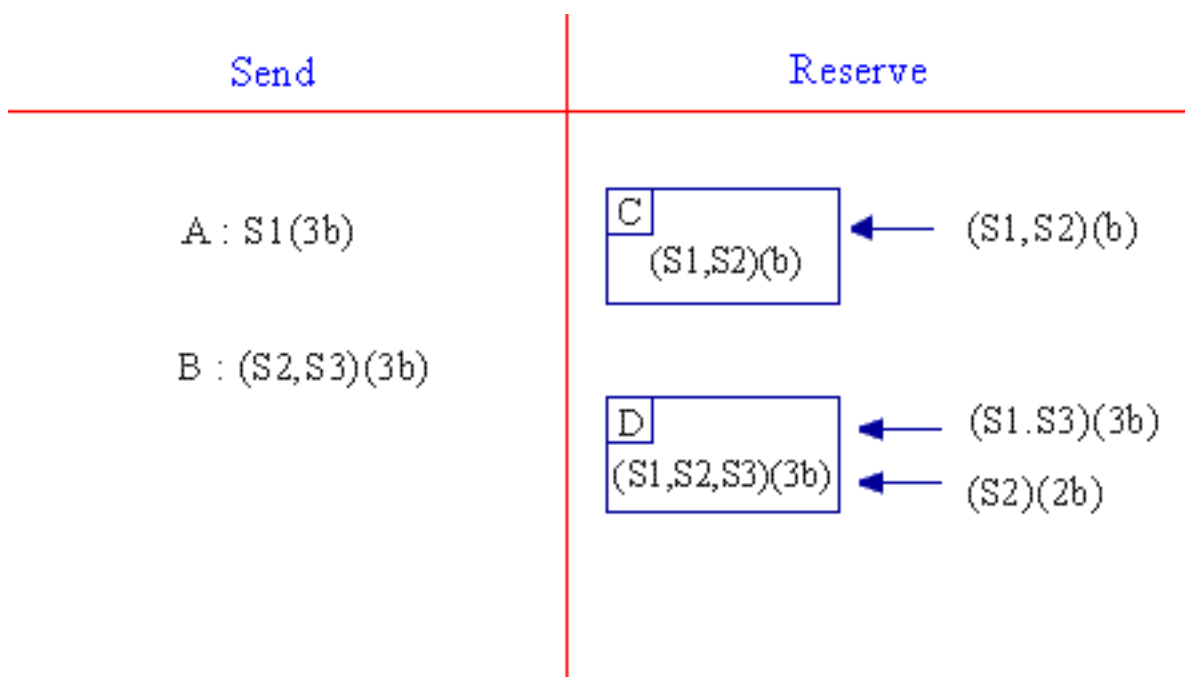 Send
Reserve
A : S1(3b)
B : (S2,S3)(3b)
C
(S1,S2)(b)
(S1,S2)(b)
D
(S1,S2,S3)(3b)
(S1.S3)(3b)
(S2)(2b)